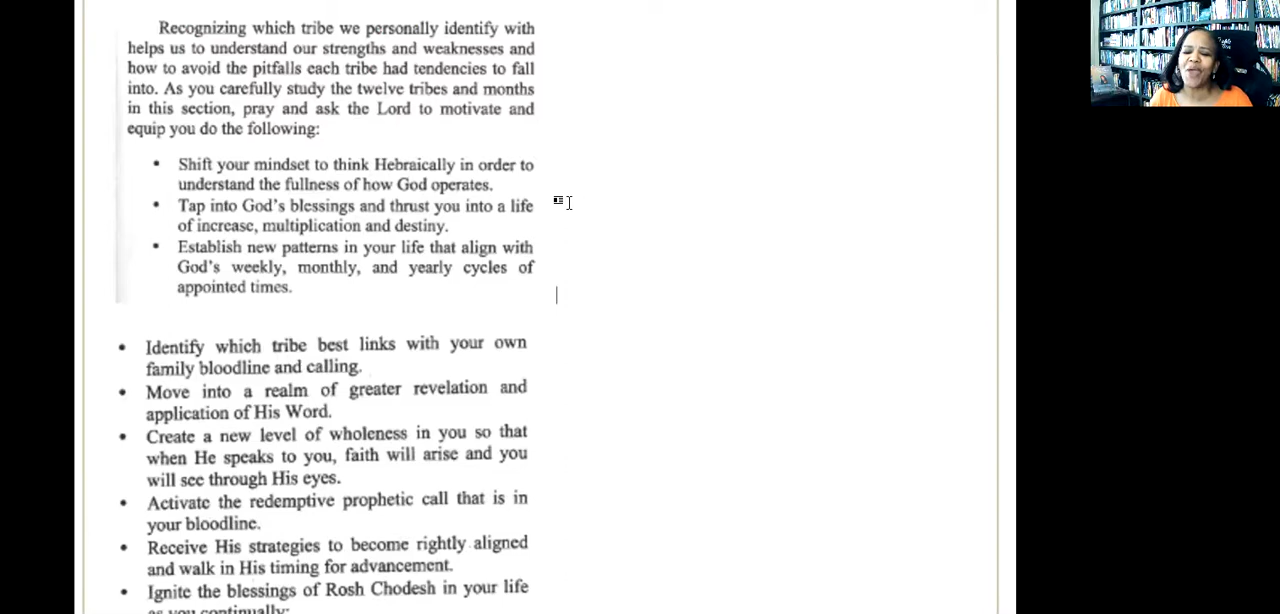 Recognizing which tribe we personally identify with
helps us to understand our strengths and weaknesses and
how to avoid the pitfalls each tribe had tendencies to fall
into. As you carefully study the twelve tribes and months
in this section, pray and ask the Lord to motivate and
equip you do the following:
• Shift your mindset to think Hebraically in order to
understand the fullness of how God operates.
• Tap into God's blessings and thrust you into a life
of increase, multiplication and destiny.
• Establish new patterns in your life that align with
God's weekly, monthly, and yearly cycles of
appointed times.
• Identify which tribe best links with your own
family bloodline and calling.
• Move into a realm of greater revelation and
application of His Word.
• Create a new level of wholeness in you so that
when He speaks to you, faith will arise and you
will see through His eyes.
• Activate the redemptive prophetic call that is in
your bloodline.
• Receive His strategies to become rightly aligned
and walk in His timing for advancement.
• Ignite the blessings of Rosh Chodesh in your life
as you continually: